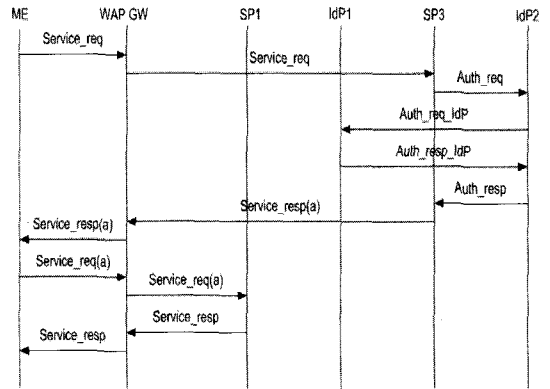 ME WAP GW SP1 IdP1 SP3 IdP2
Service_req
Service_req
Auth_req
Auth_req_IdP
Auth_resp_IdP
Auth_resp
Service_resp(a)
Service_resp(a)
Service_req(a)
Service_req(a)
Service_resp
Service_resp